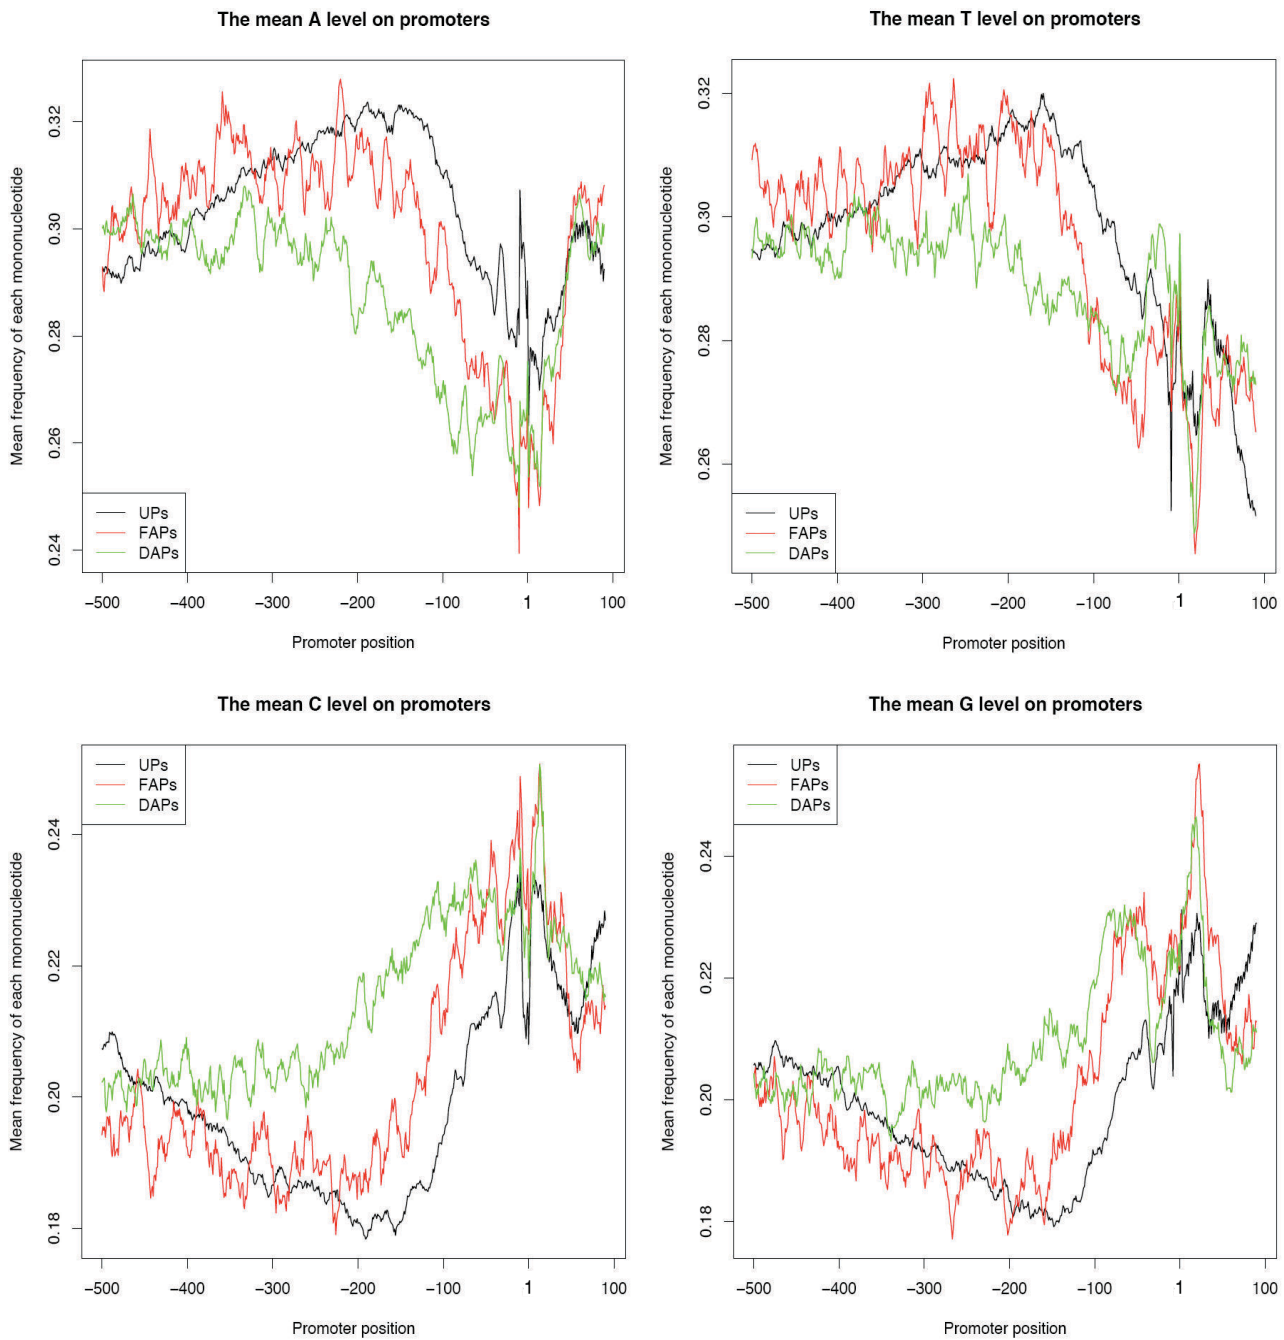 The mean A level on promoters
Mean frequency of each mononucleotide
0.32
0.30
0.28
0.26
0.24
UPs
FAPs
DAPs
−500
−400
−300
−200
−100
1
100
Promoter position
The mean T level on promoters
Mean frequency of each mononucleotide
0.32
0.30
0.28
0.26
UPs
FAPs
DAPs
−500
−400
−300
−200
−100
1
100
Promoter position
The mean C level on promoters
Mean frequency of each mononucleotide
0.24
0.22
0.20
0.18
UPs
FAPs
DAPs
−500
−400
−300
−200
−100
1
100
Promoter position
The mean G level on promoters
Mean frequency of each mononucleotide
0.24
0.22
0.20
0.18
UPs
FAPs
DAPs
−500
−400
−300
−200
−100
1
100
Promoter position